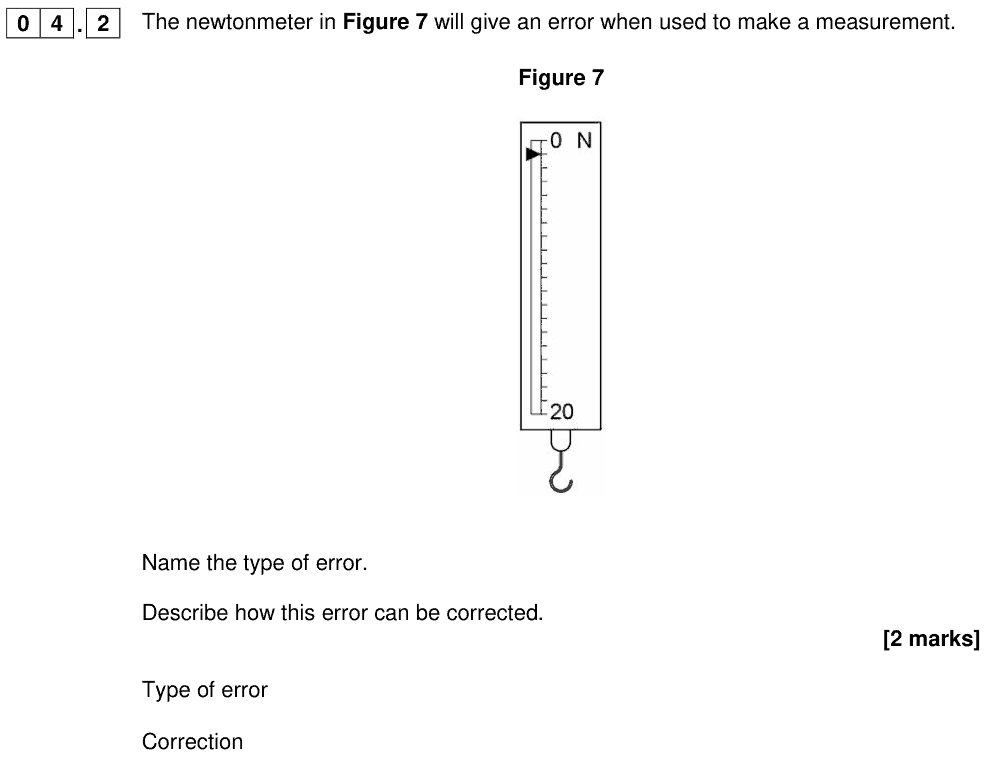 0 4 . 2 The newtonmeter in Figure 7 will give an error when used to make a measurement.
Figure 7
0 N
20
Name the type of error.
Describe how this error can be corrected.
[2 marks]
Type of error
Correction